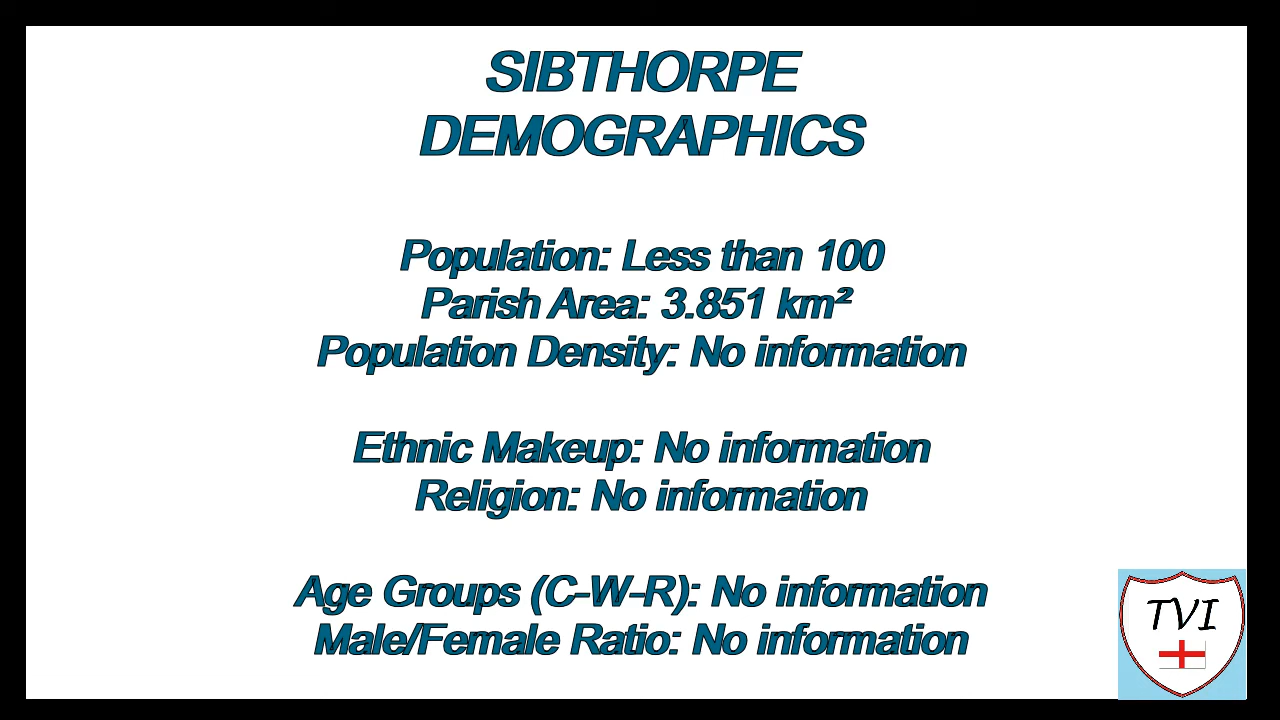 SIBTHORPE
DEMOGRAPHICS
Population: Less than 100
Parish Area: 3.851 km²
Population Density: No information
Ethnic Makeup: No information
Religion: No information
Age Groups (C-W-R): No information
Male/Female Ratio: No information
TVI